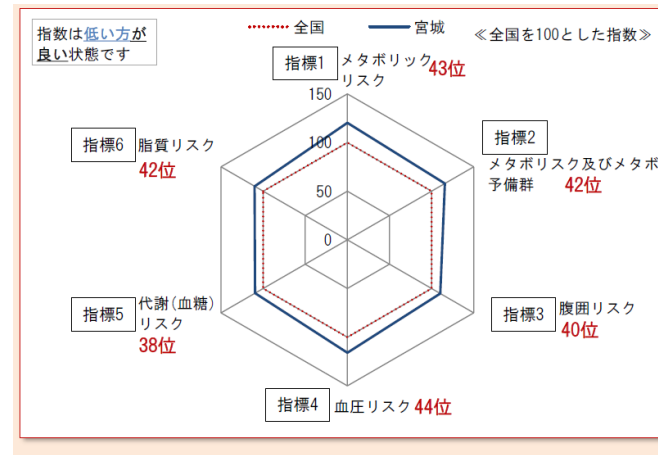 指数は低い方が
良い状態です
全国
宮城
≪全国を100とした指数≫
指標1
メタボリック
リスク
43位
150
100
50
0
指標2
メタボリスク及びメタボ
予備群
42位
指標6
脂質リスク
42位
指標5
代謝(血糖)
リスク
38位
指標3
腹囲リスク
40位
指標4
血圧リスク
44位